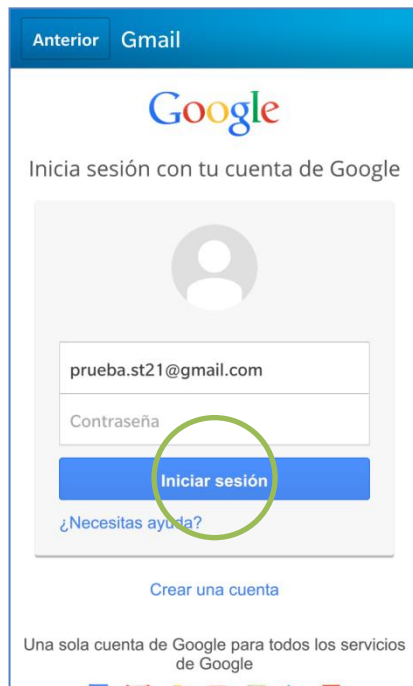 Anterior Gmail
Google
Inicia sesión con tu cuenta de Google
prueba.st21@gmail.com
Contraseña
Iniciar sesión
¿Necesitas ayuda?
Crear una cuenta
Una sola cuenta de Google para todos los servicios
de Google